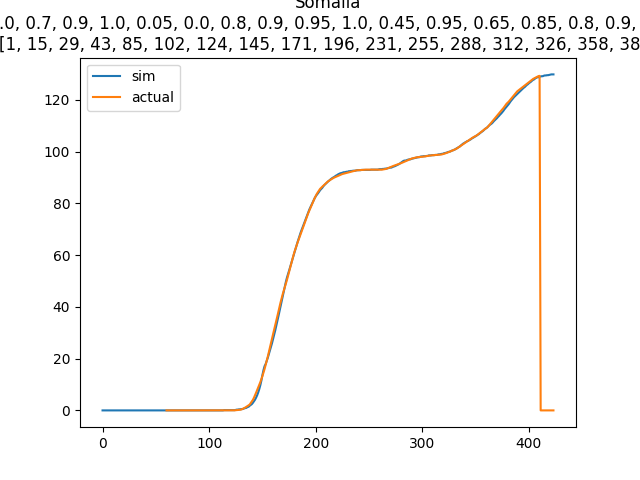 Somalia
.0, 0.7, 0.9, 1.0, 0.05, 0.0, 0.8, 0.9, 0.95, 1.0, 0.45, 0.95, 0.65, 0.85, 0.8, 0.9,
[1, 15, 29, 43, 85, 102, 124, 145, 171, 196, 231, 255, 288, 312, 326, 358, 38
sim
actual
120
100
80
60
40
20
0
0 100 200 300 400